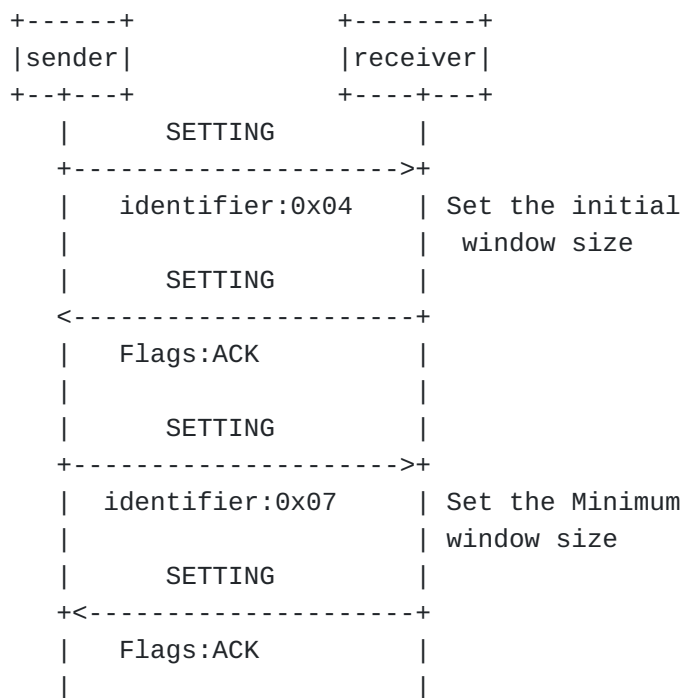 +------+             +--------+
|sender|             |receiver|
+--+---+             +----+---+
   |      SETTING         |
   +--------------------->+
   |   identifier:0x04    | Set the initial
   |                      |  window size
   |      SETTING         |
   <----------------------+
   |   Flags:ACK          |
   |                      |
   |      SETTING         |
   +--------------------->+
   |  identifier:0x07     | Set the Minimum
   |                      | window size
   |      SETTING         |
   +<---------------------+
   |   Flags:ACK          |
   |                      |